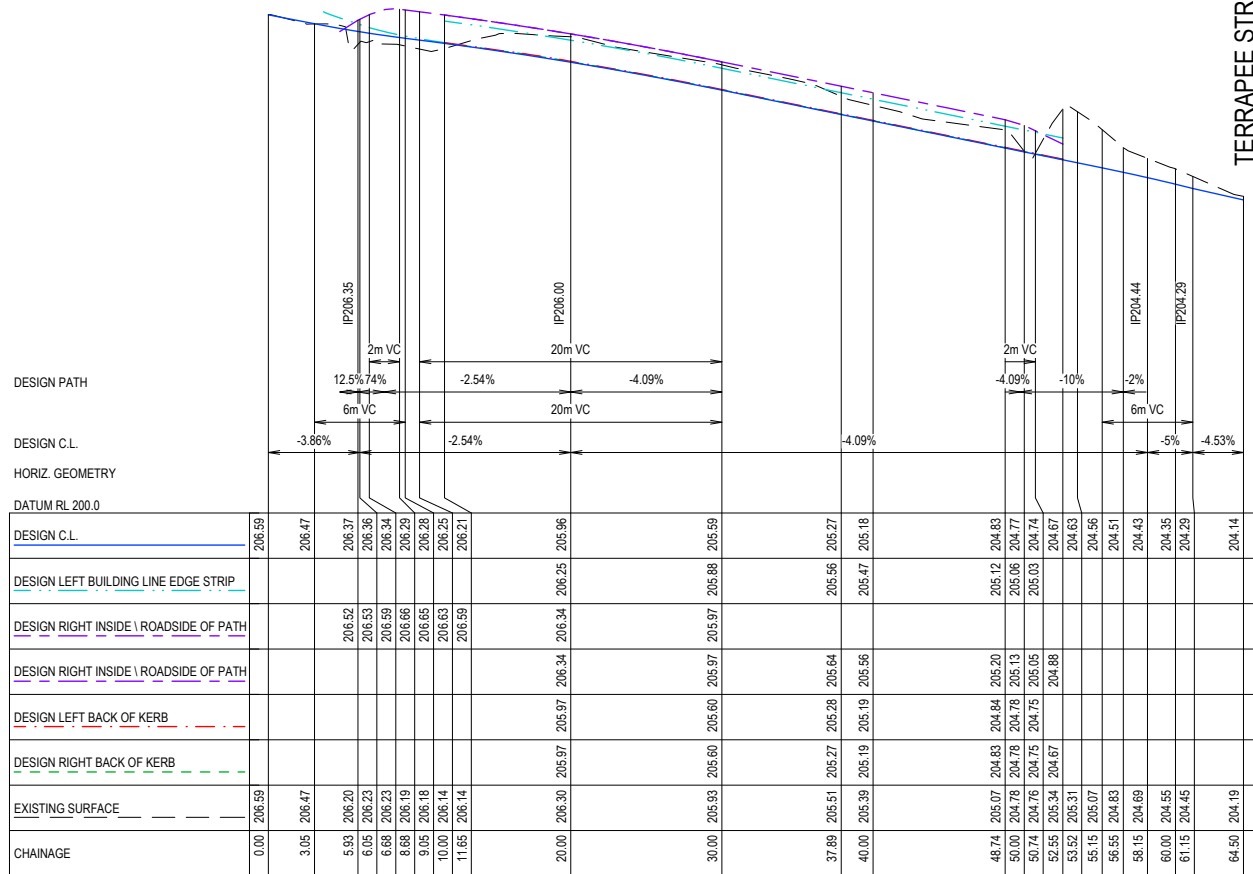 TERRAPEE STR
IP206.35
IP206.00
IP204.44
IP204.29
2m VC
20m VC
2m VC
DESIGN PATH
12.5%
74%
-2.54%
-4.09%
-4.09%
-10%
-2%
6m VC
20m VC
6m VC
DESIGN C.L.
-3.86%
-2.54%
-4.09%
-5%
-4.53%
HORIZ. GEOMETRY
DATUM RL 200.0
DESIGN C.L. 206.59 206.47 206.37 206.36 206.34 206.29 206.28 206.25 206.21 205.96 205.59 205.27 205.18 204.83 204.77 204.74 204.67 204.63 204.56 204.51 204.43 204.35 204.29 204.14
DESIGN LEFT BUILDING LINE EDGE STRIP 206.25 205.88 205.56 205.47 205.12 205.06 205.03
DESIGN RIGHT INSIDE \ ROADSIDE OF PATH 206.52 206.53 206.59 206.66 206.65 206.63 206.59 206.34 205.97
DESIGN RIGHT INSIDE \ ROADSIDE OF PATH 206.34 205.97 205.64 205.56 205.20 205.13 205.05 204.88
DESIGN LEFT BACK OF KERB 205.97 205.60 205.28 205.19 204.84 204.78 204.75
DESIGN RIGHT BACK OF KERB 205.97 205.60 205.27 205.19 204.83 204.78 204.75 204.67
EXISTING SURFACE 206.59 206.47 206.20 206.23 206.23 206.19 206.18 206.14 206.14 206.30 205.93 205.51 205.39 205.07 204.78 204.76 205.34 205.31 205.07 204.83 204.69 204.55 204.45 204.19
CHAINAGE 0.00 3.05 5.93 6.05 6.68 8.68 9.05 10.00 11.65 20.00 30.00 37.89 40.00 48.74 50.00 50.74 52.55 53.52 55.15 56.55 58.15 60.00 61.15 64.50